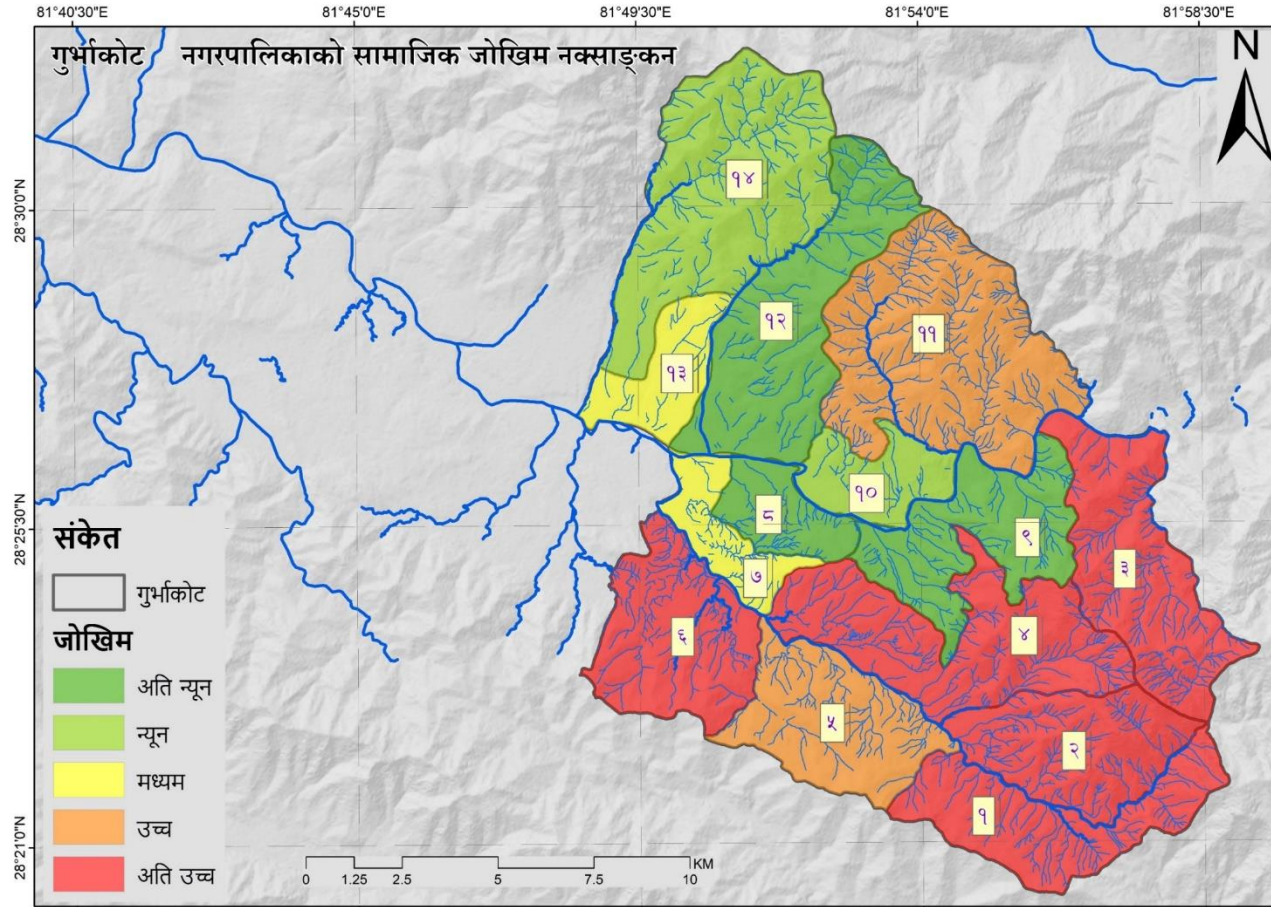 81°40'30"E 81°45'0"E 81°49'30"E 81°54'0"E 81°58'30"E
गुर्भाकोट नगरपालिकाको सामाजिक जोखिम नक्साङ्कन
N
28°30'0"N
28°25'30"N
28°21'0"N
१४
१२
११
१३
१०
८
९
३
७
६
४
५
२
१
संकेत
गुर्भाकोट
जोखिम
अति न्यून
न्यून
मध्यम
उच्च
अति उच्च
KM
0 1.25 2.5 5 7.5 10